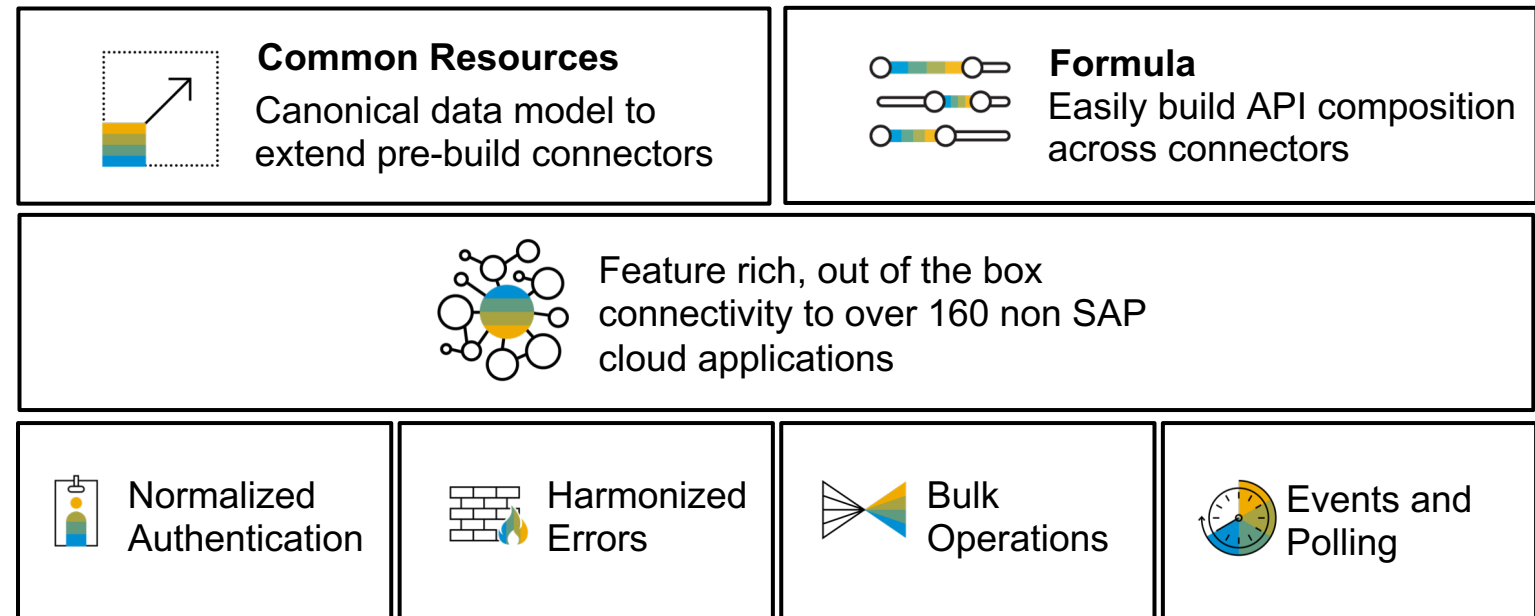 Common Resources
Canonical data model to
extend pre-build connectors
Formula
Easily build API composition
across connectors
Feature rich, out of the box
connectivity to over 160 non SAP
cloud applications
Normalized
Authentication
Harmonized
Errors
Bulk
Operations
Events and
Polling